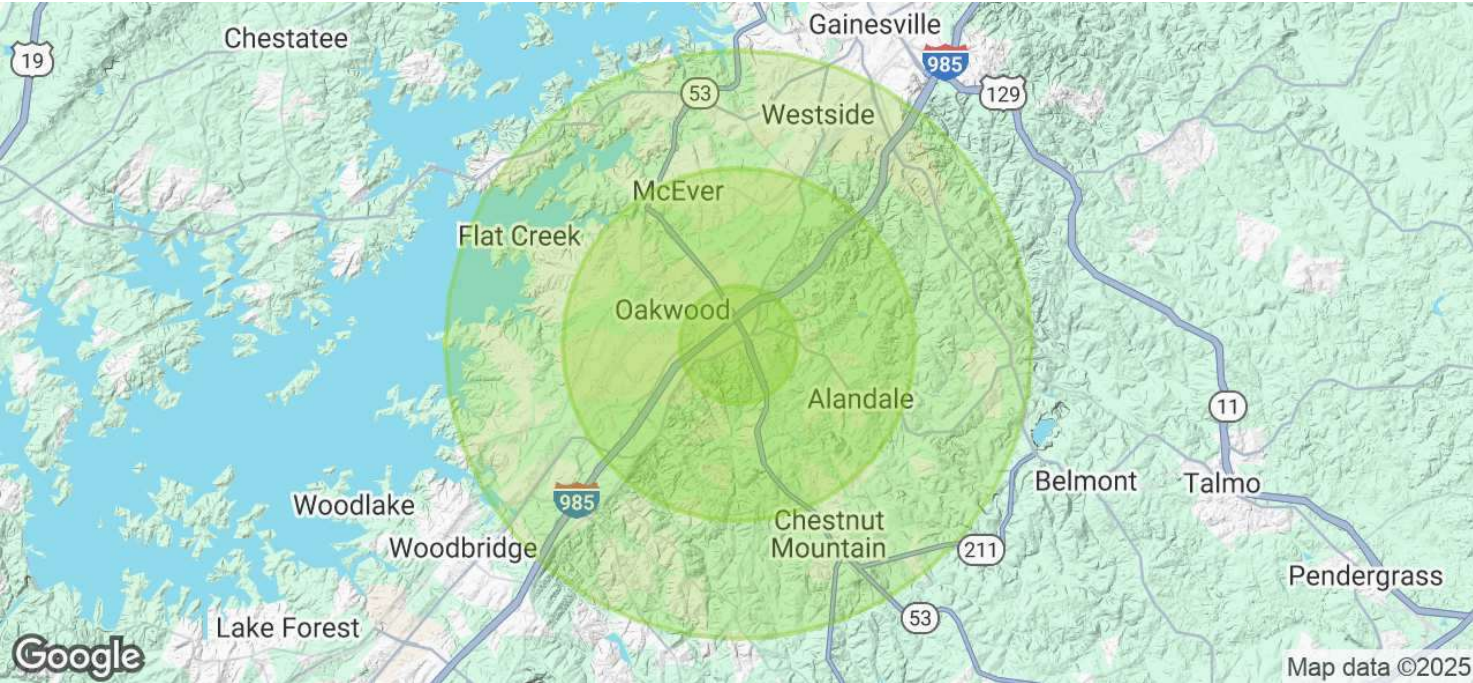 Gainesville
Chestatee
19
985
53
129
Westside
McEver
Flat Creek
Oakwood
Alandale
11
Belmont
Talmo
985
Woodlake
Chestnut
Mountain
Woodbridge
211
Pendergrass
53
Lake Forest
Google
Map data ©2025